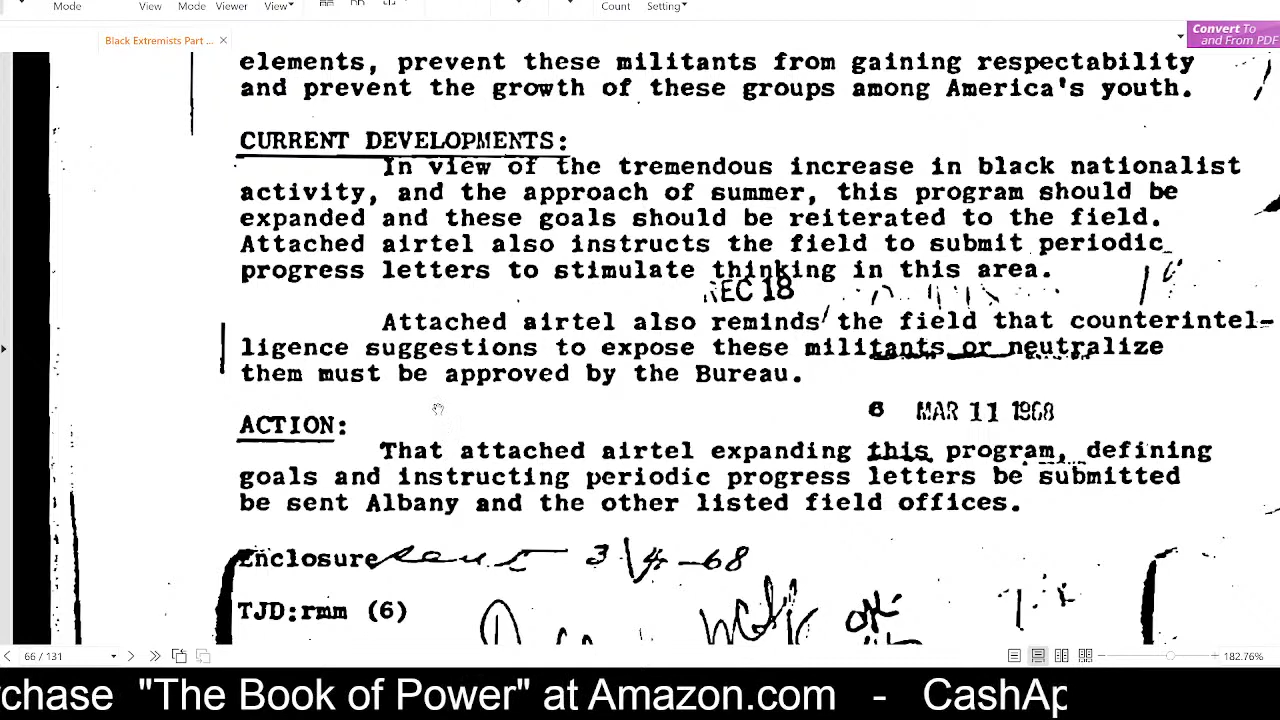 Mode View Mode Viewer View Count Setting
Black Extremists Part ...
Convert To
and From PDF
elements, prevent these militants from gaining respectability
and prevent the growth of these groups among America's youth.
CURRENT DEVELOPMENTS:
In view of the tremendous increase in black nationalist
activity, and the approach of summer, this program should be
expanded and these goals should be reiterated to the field.
Attached airtel also instructs the field to submit periodic
progress letters to stimulate thinking in this area.
REC 18
Attached airtel also reminds the field that counterintel-
ligence suggestions to expose these militants or neutralize
them must be approved by the Bureau.
6 MAR 11 1968
ACTION:
That attached airtel expanding this program, defining
goals and instructing periodic progress letters be submitted
be sent Albany and the other listed field offices.
Enclosure sent 3/4-68
TJD:rmm (6)
66 / 131
182.76%
rchase "The Book of Power" at Amazon.com - CashAp